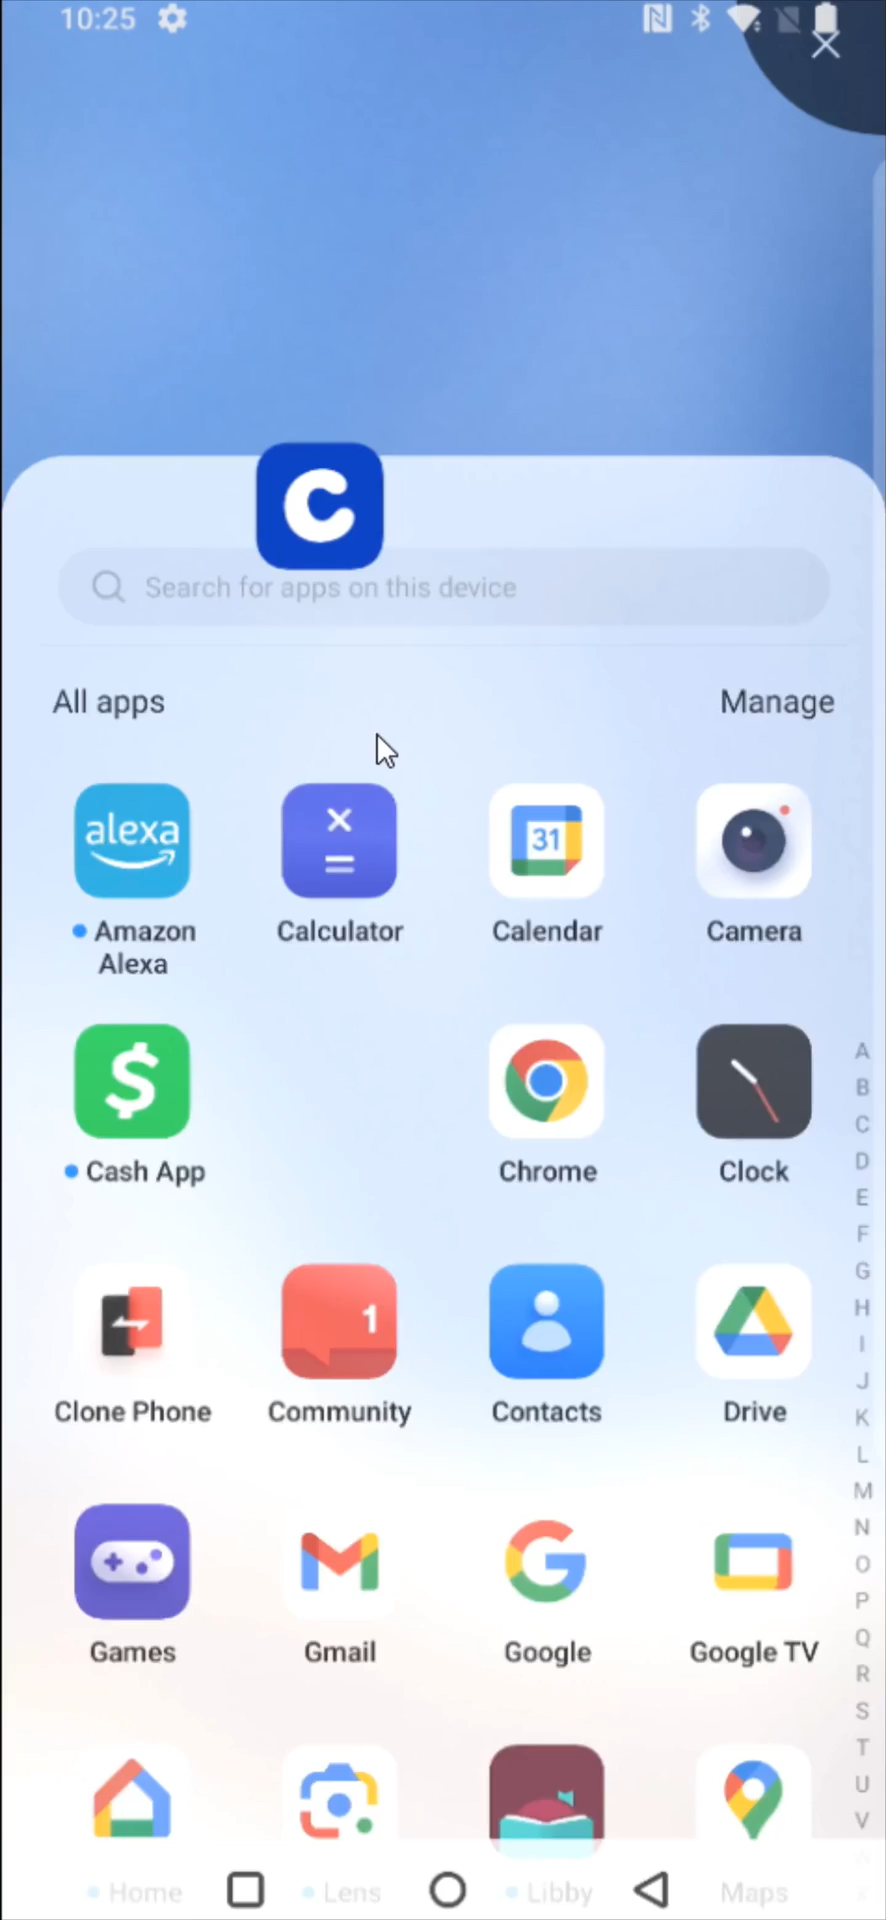 10:25
C
Search for apps on this device
All apps
Manage
alexa
31
Amazon
Alexa
Calculator
Calendar
Camera
$
Cash App
Chrome
Clock
1
Clone Phone
Community
Contacts
Drive
G
Games
Gmail
Google
Google TV
Home
Lens
Libby
Maps
A
B
C
D
E
F
G
H
I
J
K
L
M
N
O
P
Q
R
S
T
U
V